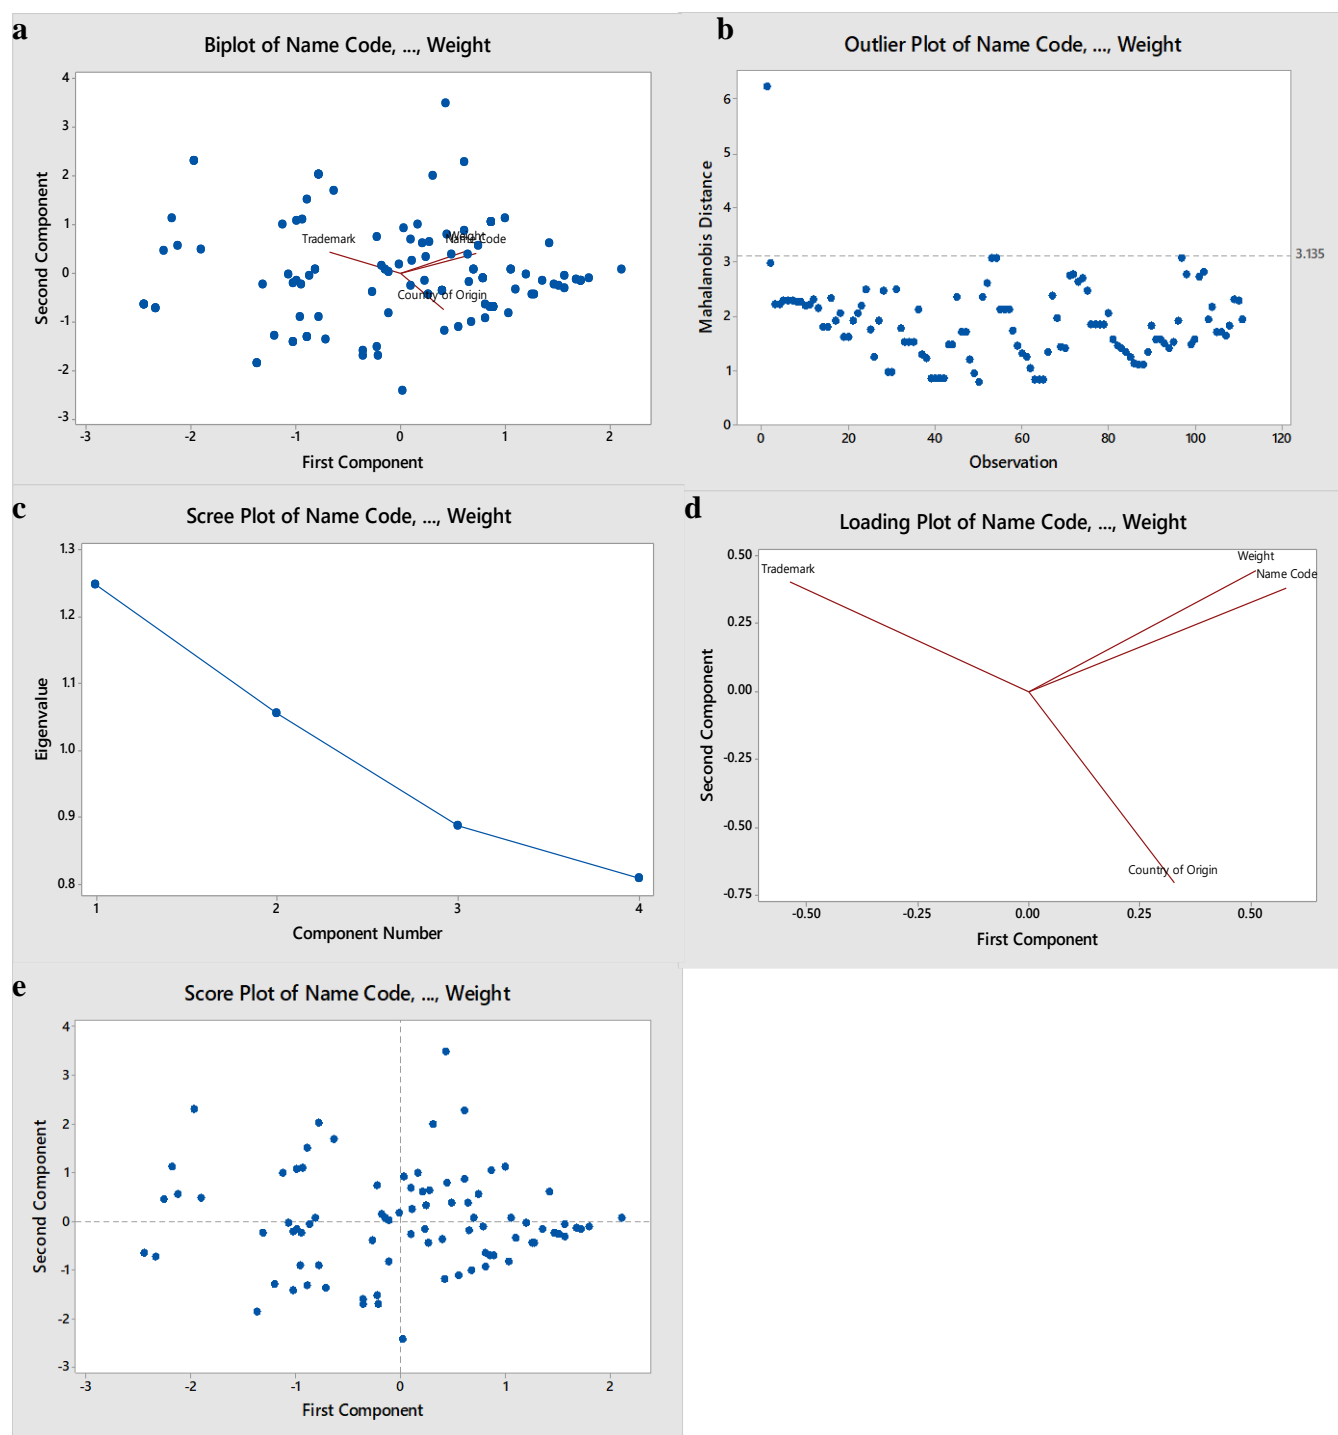 a
Biplot of Name Code, ..., Weight
4
3
2
1
0
-1
-2
-3
-3
-2
-1
0
1
2
Second Component
First Component
Trademark
Weight
Name Code
Country of Origin
b
Outlier Plot of Name Code, ..., Weight
6
5
4
3
2
1
0
0
20
40
60
80
100
120
3.135
Mahalanobis Distance
Observation
c
Scree Plot of Name Code, ..., Weight
1.3
1.2
1.1
1.0
0.9
0.8
1
2
3
4
Eigenvalue
Component Number
d
Loading Plot of Name Code, ..., Weight
0.50
0.25
0.00
-0.25
-0.50
-0.75
-0.50
-0.25
0.00
0.25
0.50
Second Component
First Component
Trademark
Weight
Name Code
Country of Origin
e
Score Plot of Name Code, ..., Weight
4
3
2
1
0
-1
-2
-3
-3
-2
-1
0
1
2
Second Component
First Component